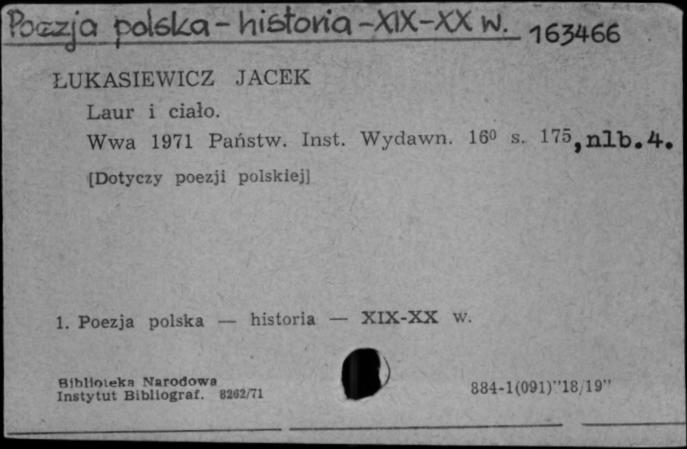 Poezja polska - historia - XIX-XX w. 163466
ŁUKASIEWICZ JACEK
Laur i ciało.
Wwa 1971 Państw. Inst. Wydawn. 16⁰ s. 175, nlb. 4.
[Dotyczy poezji polskiej]
1. Poezja polska — historia — XIX-XX w.
Biblioteka Narodowa
Instytut Bibliograf. 8262/71
884-1(091)"18/19"